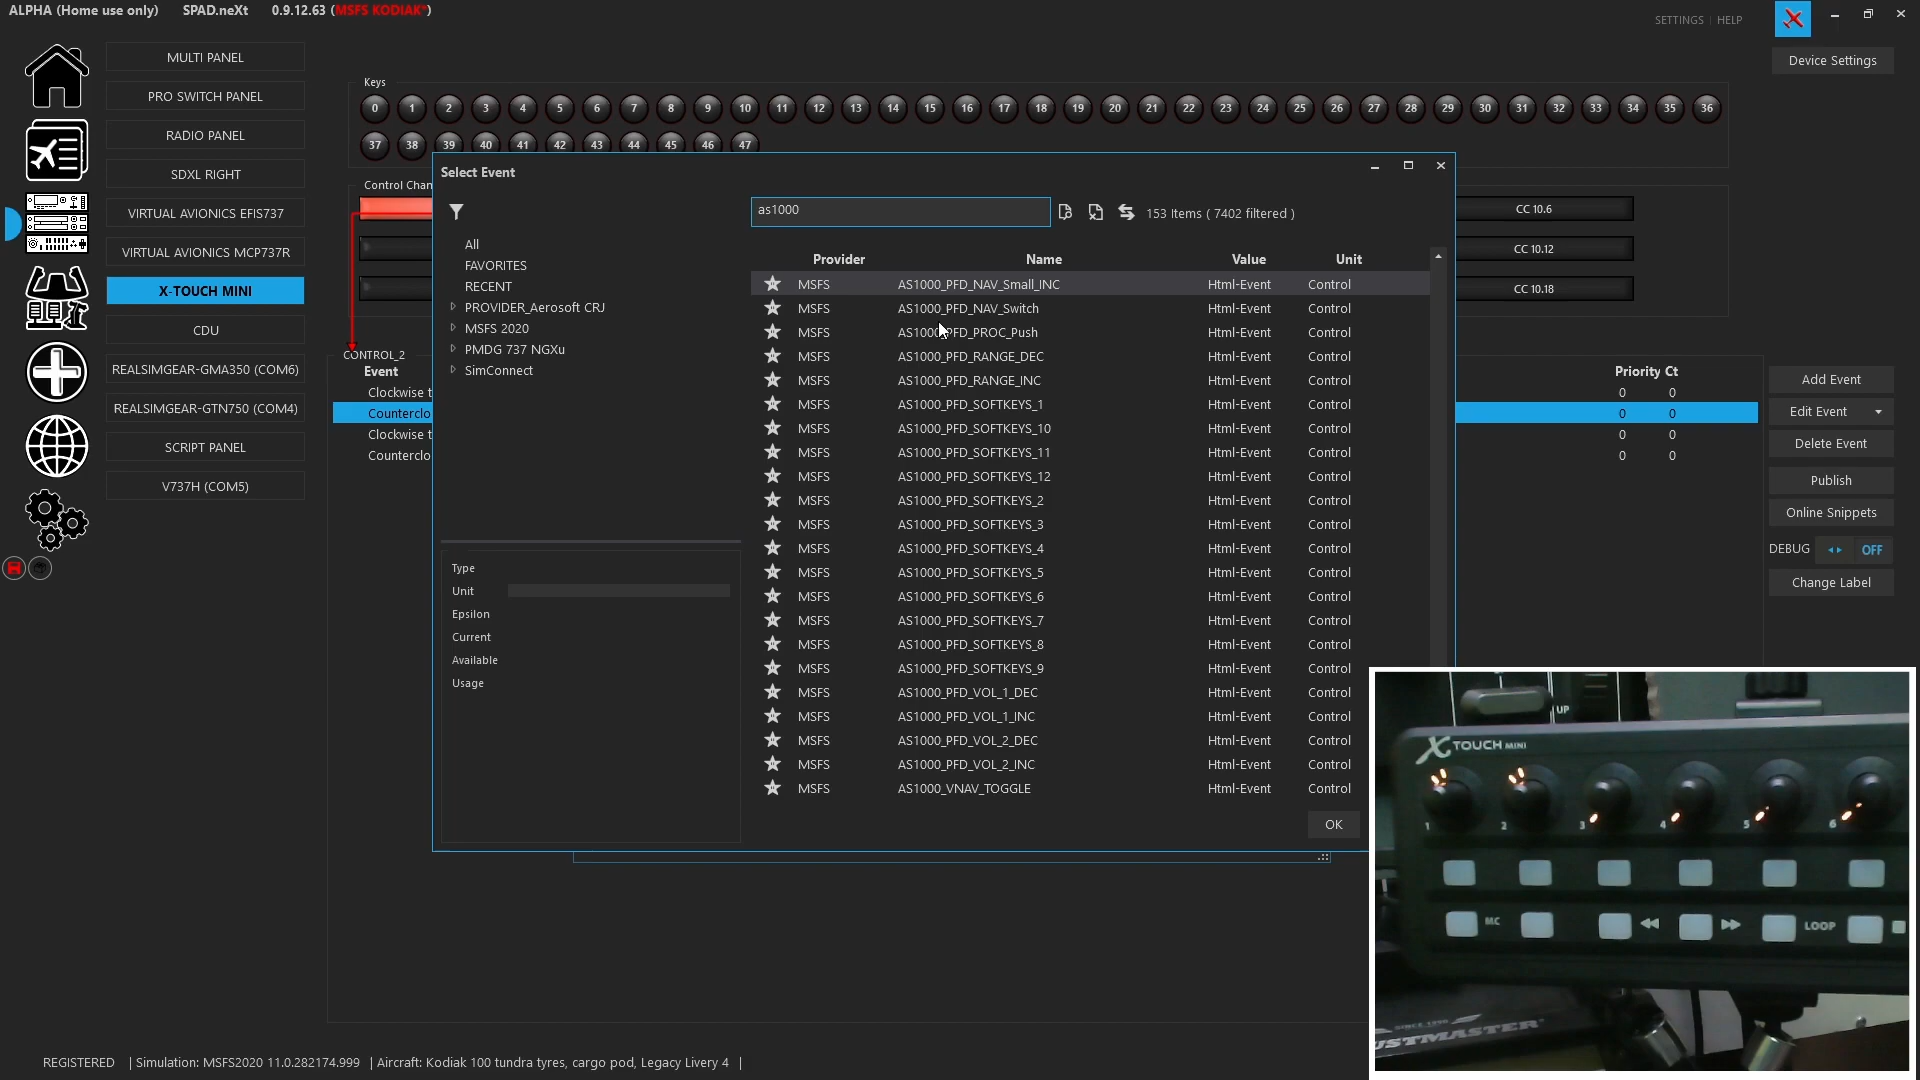 ALPHA (Home use only) SPAD.neXt 0.9.12.63 (MSFS KODIAK*)
SETTINGS | HELP
Device Settings
MULTI PANEL
PRO SWITCH PANEL
RADIO PANEL
SDXL RIGHT
VIRTUAL AVIONICS EFIS737
VIRTUAL AVIONICS MCP737R
X-TOUCH MINI
CDU
REALSIMGEAR-GMA350 (COM6)
REALSIMGEAR-GTN750 (COM4)
SCRIPT PANEL
V737H (COM5)
Keys
0 1 2 3 4 5 6 7 8 9 10 11 12 13 14 15 16 17 18 19 20 21 22 23 24 25 26 27 28 29 30 31 32 33 34 35 36
37 38 39 40 41 42 43 44 45 46 47
Control Chan
CC 10.6
CC 10.12
CC 10.18
CONTROL_2
Event
Clockwise t
Counterclo
Clockwise t
Counterclo
Priority Ct
0 0
0 0
0 0
0 0
Add Event
Edit Event
Delete Event
Publish
Online Snippets
DEBUG OFF
Change Label
Select Event
as1000
153 Items ( 7402 filtered )
All
FAVORITES
RECENT
PROVIDER_Aerosoft CRJ
MSFS 2020
PMDG 737 NGXu
SimConnect
Type
Unit
Epsilon
Current
Available
Usage
Provider Name Value Unit
MSFS AS1000_PFD_NAV_Small_INC Html-Event Control
MSFS AS1000_PFD_NAV_Switch Html-Event Control
MSFS AS1000_PFD_PROC_Push Html-Event Control
MSFS AS1000_PFD_RANGE_DEC Html-Event Control
MSFS AS1000_PFD_RANGE_INC Html-Event Control
MSFS AS1000_PFD_SOFTKEYS_1 Html-Event Control
MSFS AS1000_PFD_SOFTKEYS_10 Html-Event Control
MSFS AS1000_PFD_SOFTKEYS_11 Html-Event Control
MSFS AS1000_PFD_SOFTKEYS_12 Html-Event Control
MSFS AS1000_PFD_SOFTKEYS_2 Html-Event Control
MSFS AS1000_PFD_SOFTKEYS_3 Html-Event Control
MSFS AS1000_PFD_SOFTKEYS_4 Html-Event Control
MSFS AS1000_PFD_SOFTKEYS_5 Html-Event Control
MSFS AS1000_PFD_SOFTKEYS_6 Html-Event Control
MSFS AS1000_PFD_SOFTKEYS_7 Html-Event Control
MSFS AS1000_PFD_SOFTKEYS_8 Html-Event Control
MSFS AS1000_PFD_SOFTKEYS_9 Html-Event Control
MSFS AS1000_PFD_VOL_1_DEC Html-Event Control
MSFS AS1000_PFD_VOL_1_INC Html-Event Control
MSFS AS1000_PFD_VOL_2_DEC Html-Event Control
MSFS AS1000_PFD_VOL_2_INC Html-Event Control
MSFS AS1000_VNAV_TOGGLE Html-Event Control
OK
UP
X TOUCH MINI
1 2 3 4 5 6
MC LOOP
USTMASTER
REGISTERED | Simulation: MSFS2020 11.0.282174.999 | Aircraft: Kodiak 100 tundra tyres, cargo pod, Legacy Livery 4 |